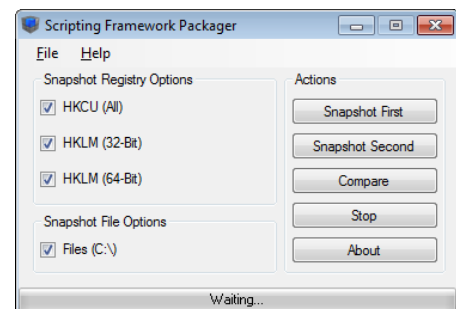 Scripting Framework Packager
File Help
Snapshot Registry Options
HKCU (All)
HKLM (32-Bit)
HKLM (64-Bit)
Snapshot File Options
Files (C:\)
Actions
Snapshot First
Snapshot Second
Compare
Stop
About
Waiting...